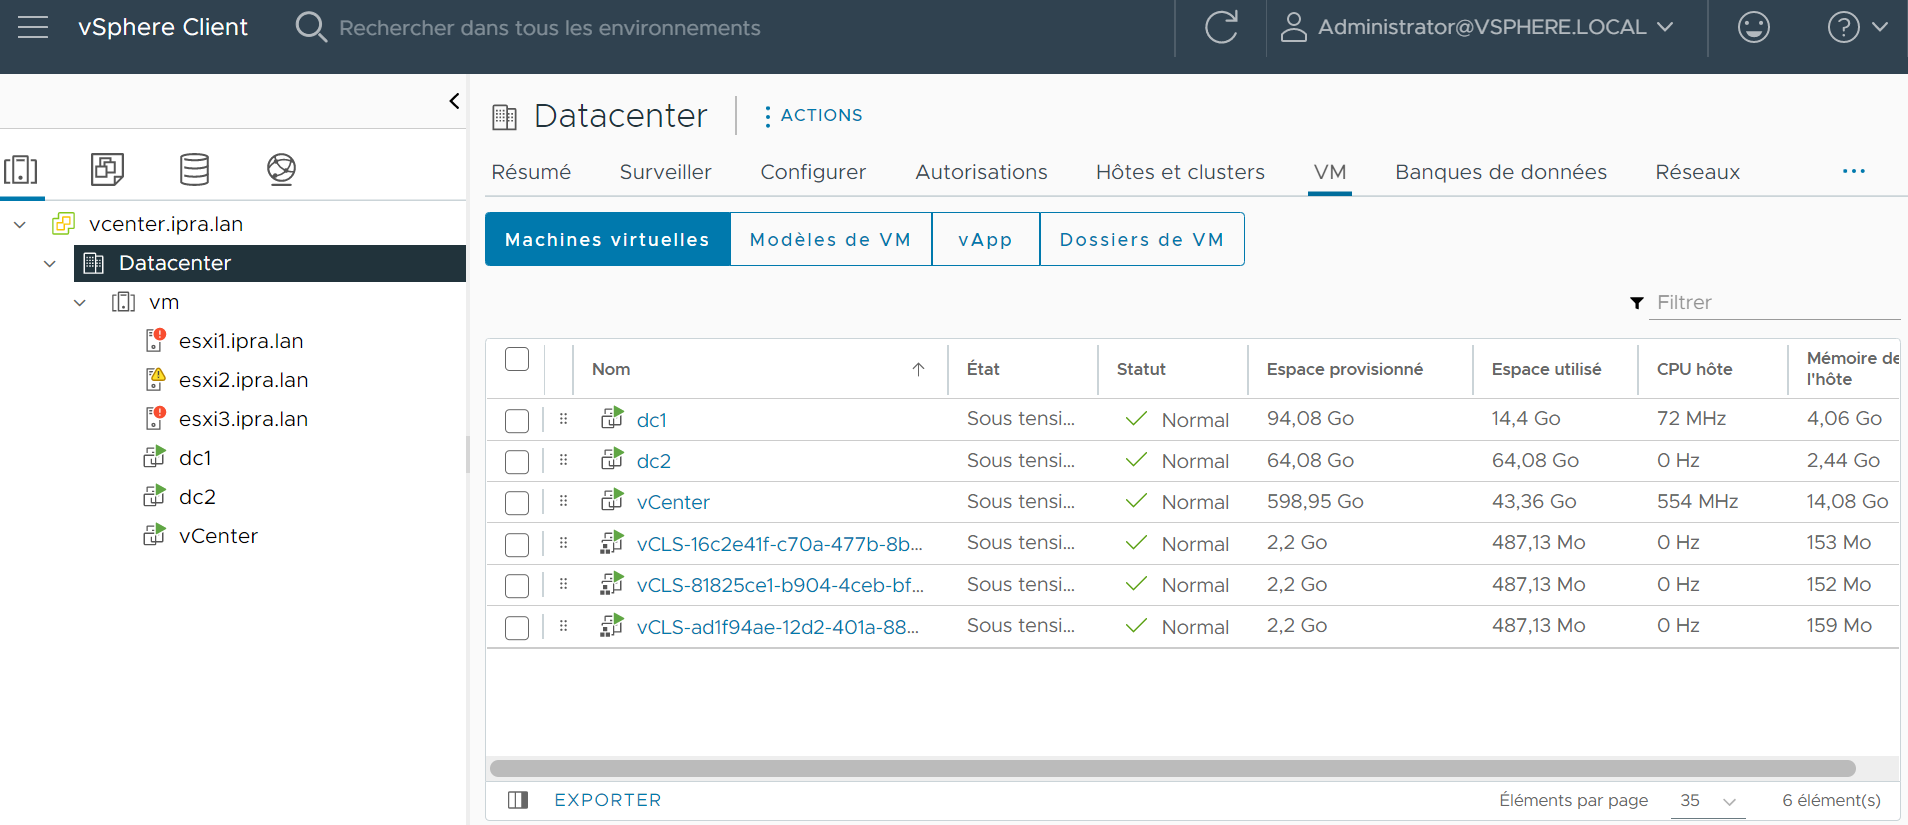 vSphere Client
Rechercher dans tous les environnements
Administrator@VSPHERE.LOCAL
vcenter.ipra.lan
Datacenter
vm
esxi1.ipra.lan
esxi2.ipra.lan
esxi3.ipra.lan
dc1
dc2
vCenter
Datacenter
ACTIONS
Résumé Surveiller Configurer Autorisations Hôtes et clusters VM Banques de données Réseaux ...
Machines virtuelles Modèles de VM vApp Dossiers de VM
Filtrer
Nom État Statut Espace provisionné Espace utilisé CPU hôte Mémoire de l'hôte
dc1 Sous tensi... Normal 94,08 Go 14,4 Go 72 MHz 4,06 Go
dc2 Sous tensi... Normal 64,08 Go 64,08 Go 0 Hz 2,44 Go
vCenter Sous tensi... Normal 598,95 Go 43,36 Go 554 MHz 14,08 Go
vCLS-16c2e41f-c70a-477b-8b... Sous tensi... Normal 2,2 Go 487,13 Mo 0 Hz 153 Mo
vCLS-81825ce1-b904-4ceb-bf... Sous tensi... Normal 2,2 Go 487,13 Mo 0 Hz 152 Mo
vCLS-ad1f94ae-12d2-401a-88... Sous tensi... Normal 2,2 Go 487,13 Mo 0 Hz 159 Mo
EXPORTER
Éléments par page 35 6 élément(s)